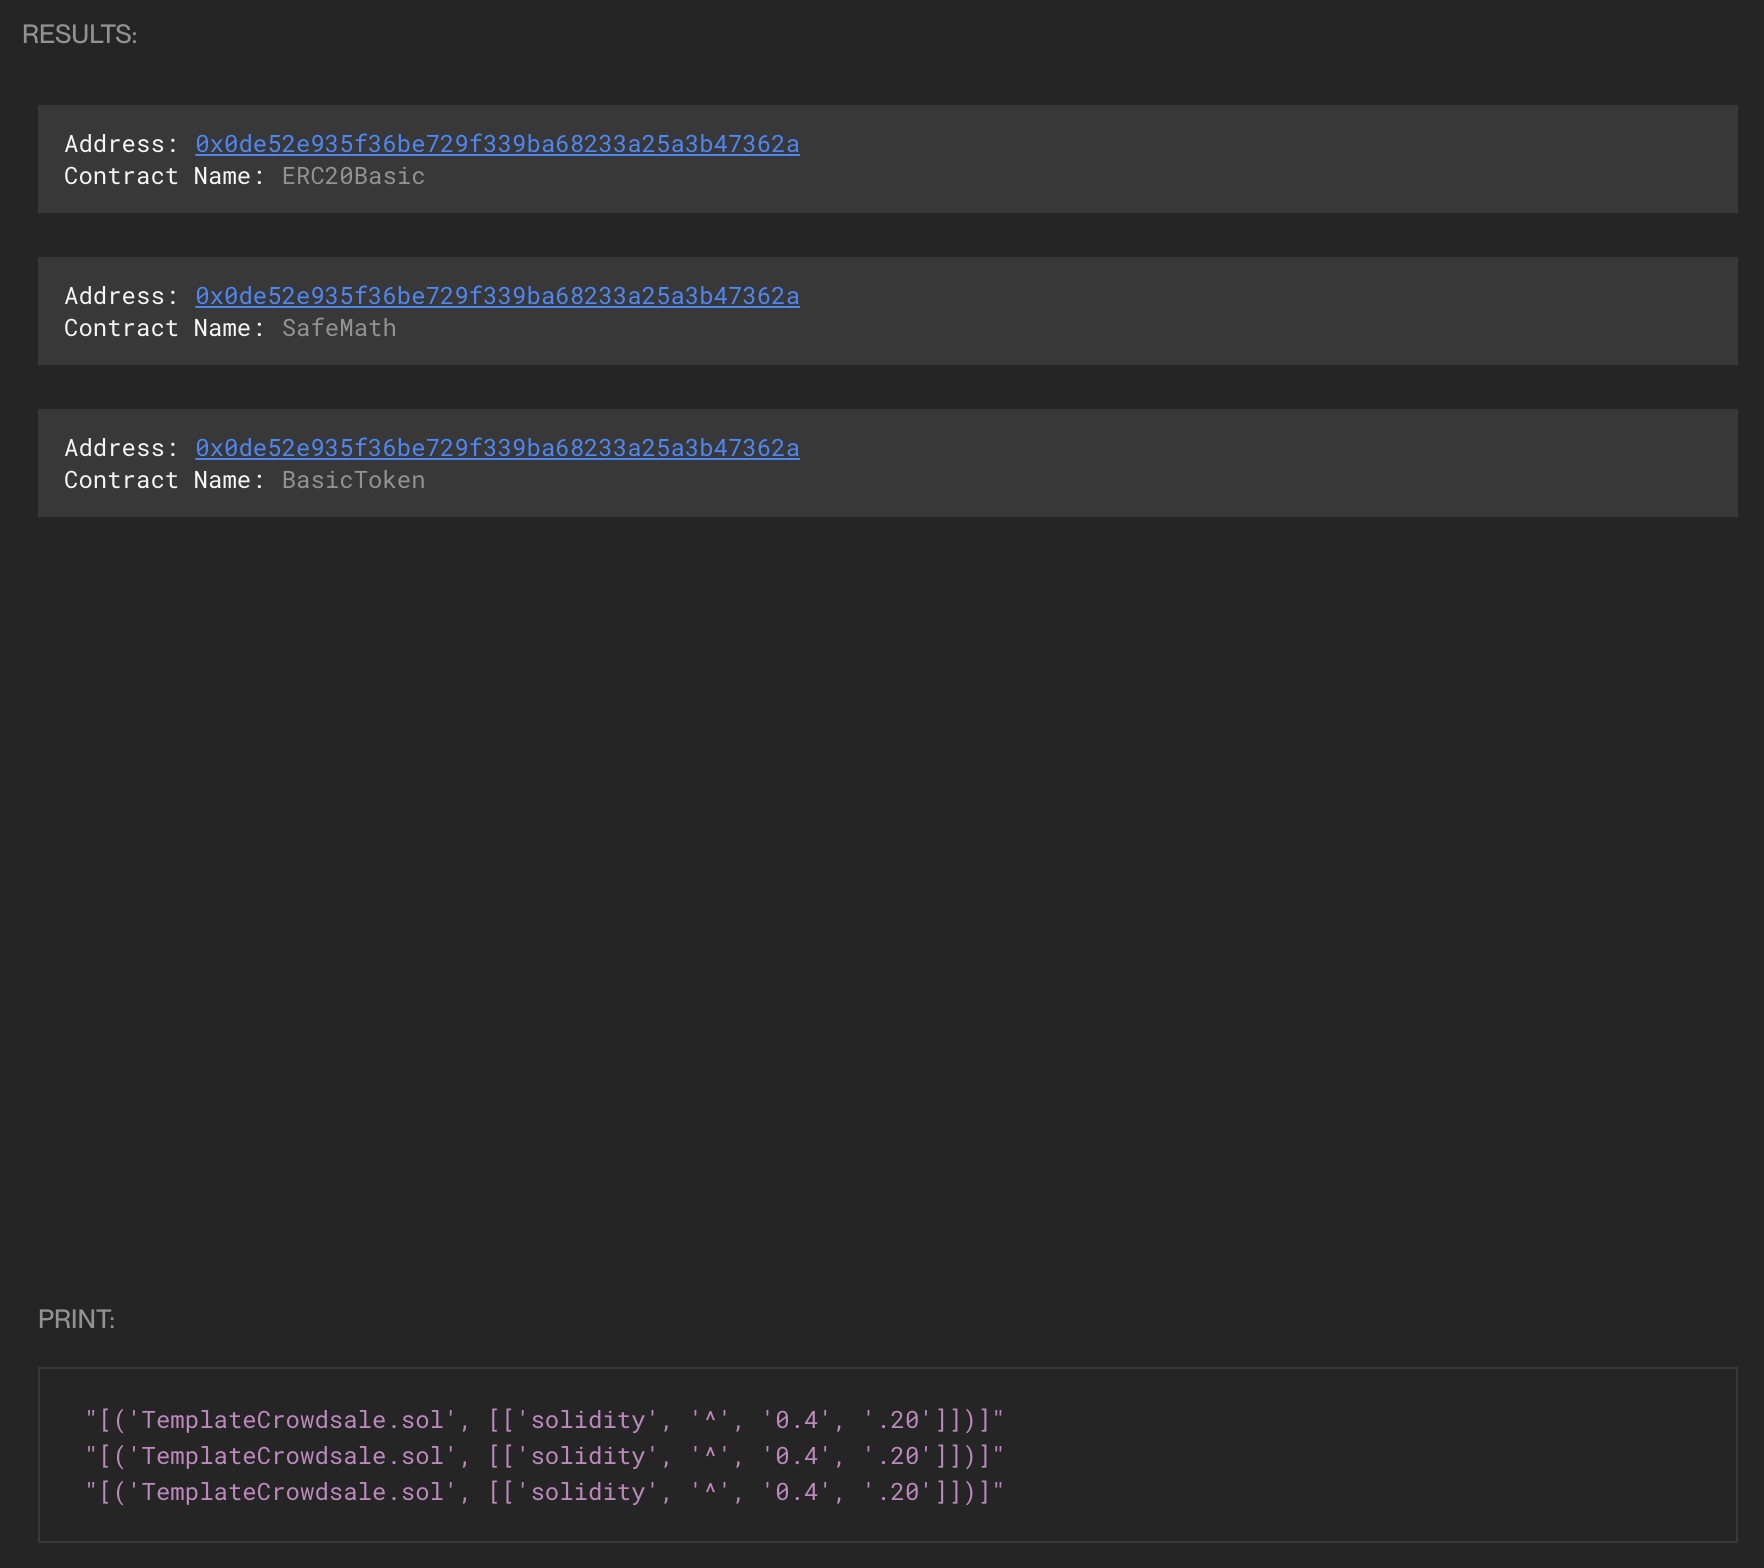 RESULTS:
Address: 0x0de52e935f36be729f339ba68233a25a3b47362a
Contract Name: ERC20Basic
Address: 0x0de52e935f36be729f339ba68233a25a3b47362a
Contract Name: SafeMath
Address: 0x0de52e935f36be729f339ba68233a25a3b47362a
Contract Name: BasicToken
PRINT:
"[('TemplateCrowdsale.sol', [['solidity', '^', '0.4', '.20']])]"
"[('TemplateCrowdsale.sol', [['solidity', '^', '0.4', '.20']])]"
"[('TemplateCrowdsale.sol', [['solidity', '^', '0.4', '.20']])]"